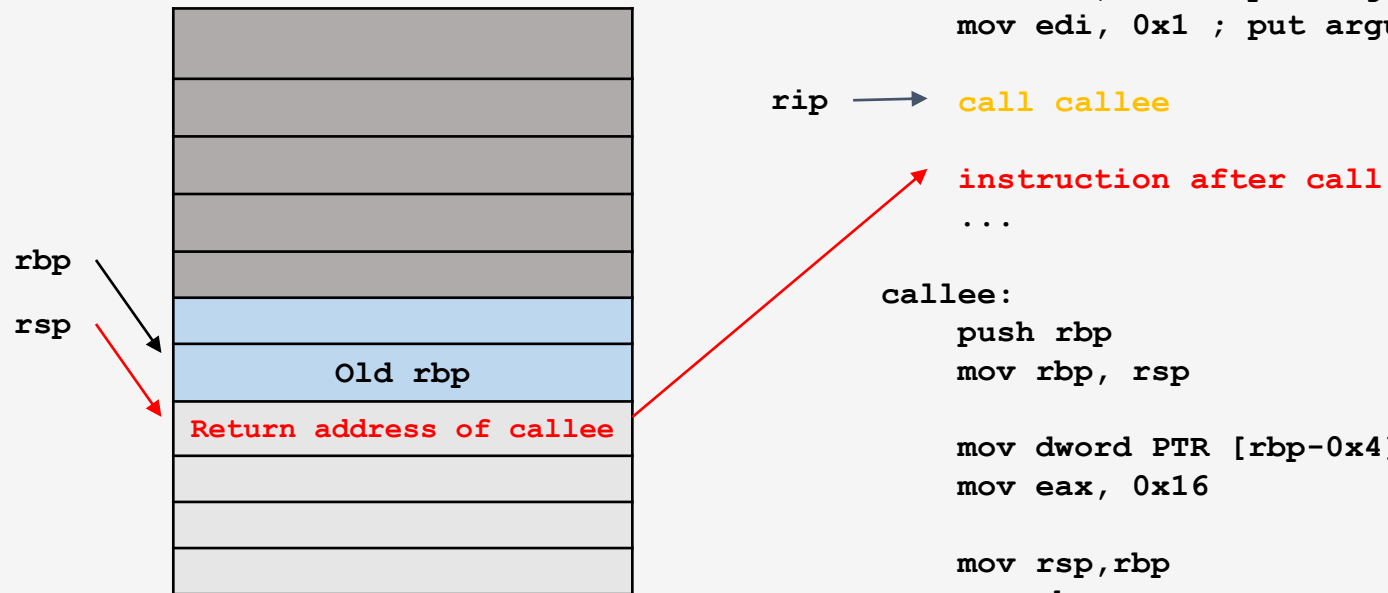 mov edi, 0x1 ; put argu
rip
call callee
instruction after call
...
rbp
rsp
callee:
push rbp
Old rbp
mov rbp, rsp
Return address of callee
mov dword PTR [rbp-0x4]
mov eax, 0x16
mov rsp,rbp